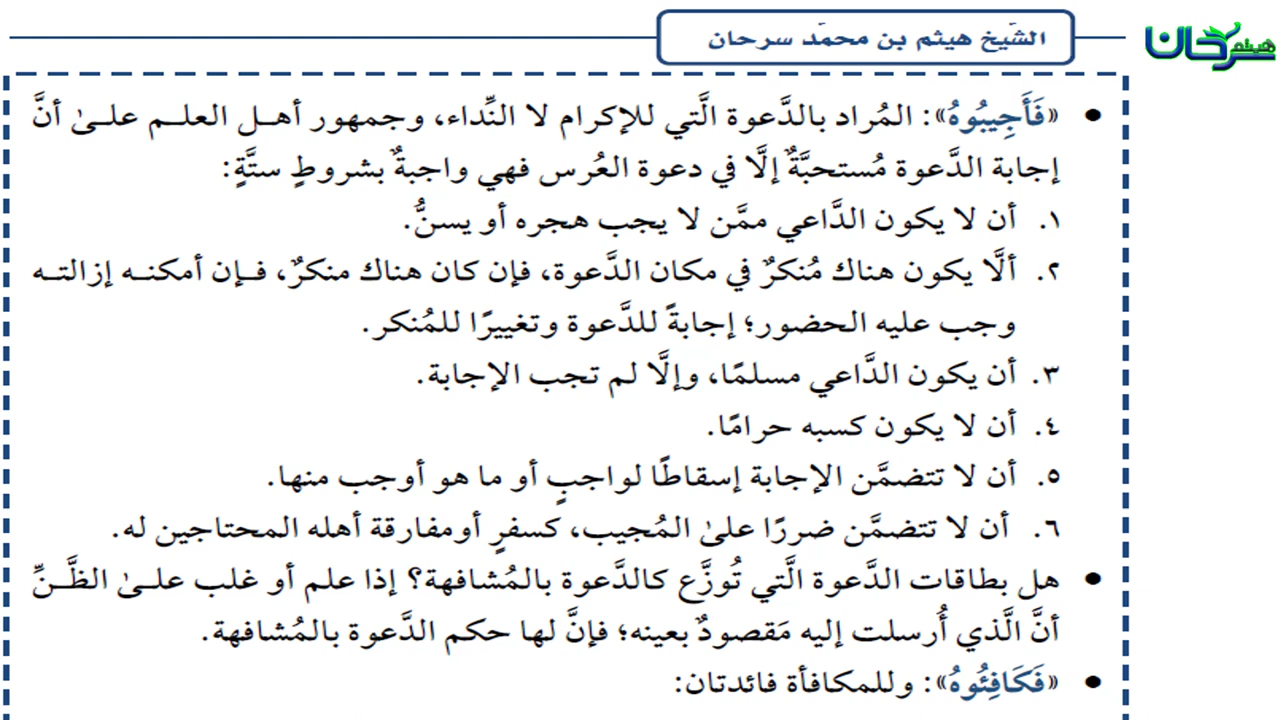 الشّيخ هيثم بن محمّد سرحان
هيثم سرحان
• «فَأَجِيبُوهُ»: المُراد بالدَّعوة الَّتي للإكرام لا النِّداء، وجمهور أهل العلم علىٰ أنَّ
إجابة الدَّعوة مُستحبَّةٌ إلَّا في دعوة العُرس فهي واجبةٌ بشروطٍ ستَّةٍ:
١. أن لا يكون الدَّاعي ممَّن لا يجب هجره أو يسنُّ.
٢. ألَّا يكون هناك مُنكرٌ في مكان الدَّعوة، فإن كان هناك منكرٌ، فإن أمكنه إزالته
وجب عليه الحضور؛ إجابةً للدَّعوة وتغييرًا للمُنكر.
٣. أن يكون الدَّاعي مسلمًا، وإلَّا لم تجب الإجابة.
٤. أن لا يكون كسبه حرامًا.
٥. أن لا تتضمَّن الإجابة إسقاطًا لواجبٍ أو ما هو أوجب منها.
٦. أن لا تتضمَّن ضررًا علىٰ المُجيب، كسفرٍ أومفارقة أهله المحتاجين له.
• هل بطاقات الدَّعوة الَّتي تُوزَّع كالدَّعوة بالمُشافهة؟ إذا علم أو غلب علىٰ الظَّنِّ
أنَّ الَّذي أُرسلت إليه مَقصودٌ بعينه؛ فإنَّ لها حكم الدَّعوة بالمُشافهة.
• «فَكَافِئُوهُ»: وللمكافأة فائدتان: